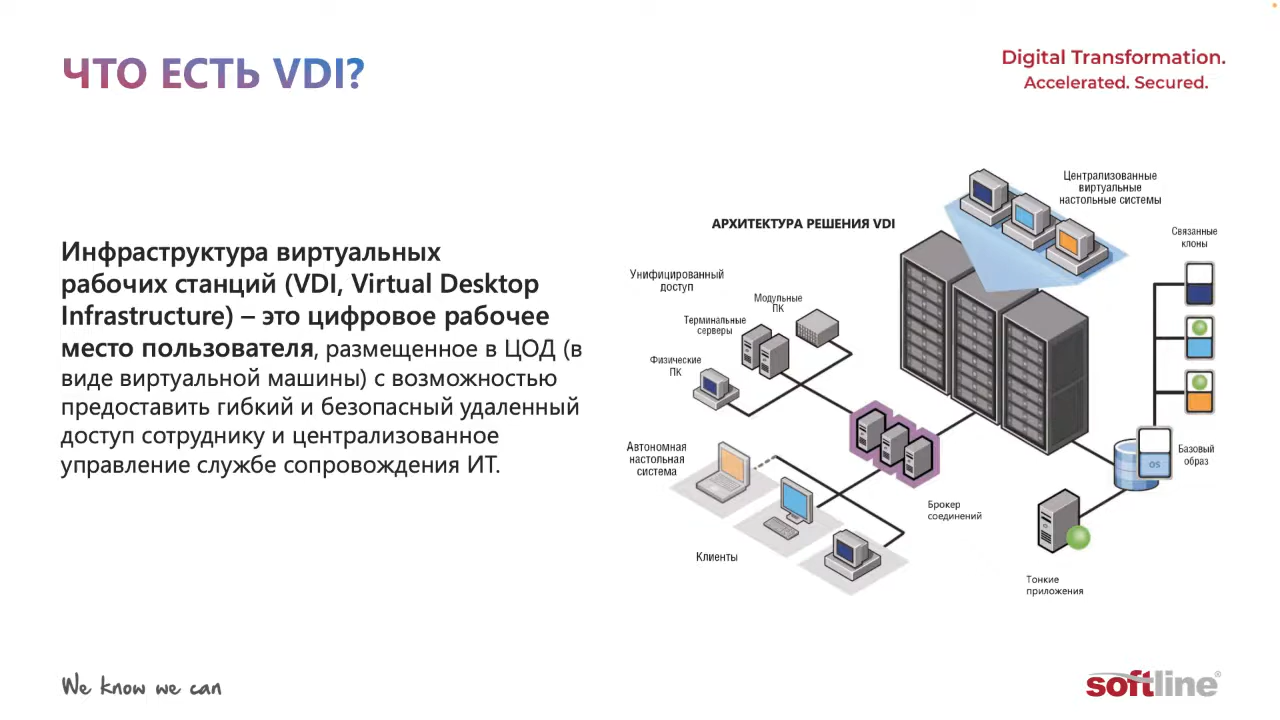 ЧТО ЕСТЬ VDI?
Digital Transformation.
Accelerated. Secured.
Инфраструктура виртуальных
рабочих станций (VDI, Virtual Desktop
Infrastructure) – это цифровое рабочее
место пользователя, размещенное в ЦОД (в
виде виртуальной машины) с возможностью
предоставить гибкий и безопасный удаленный
доступ сотруднику и централизованное
управление службе сопровождения ИТ.
АРХИТЕКТУРА РЕШЕНИЯ VDI
Централизованные
виртуальные
настольные системы
Связанные
клоны
Унифицированный
доступ
Модульные
ПК
Терминальные
серверы
Физические
ПК
Автономная
настольная
система
Базовый
образ
OS
Брокер
соединений
Клиенты
Тонкие
приложения
We know we can
softline®